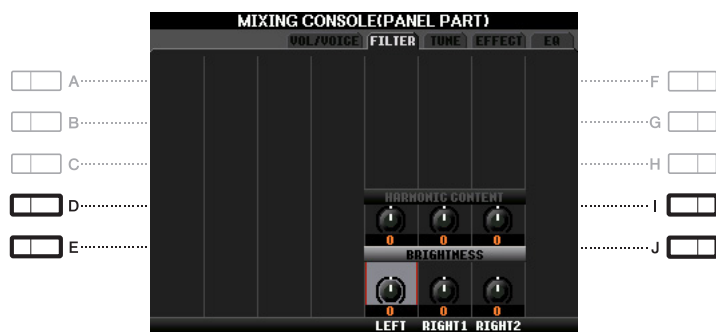 MIXING CONSOLE(PANEL PART)
VOL/VOICE FILTER TUNE EFFECT EQ
A F
B G
C H
D I
HARMONIC CONTENT
0 0 0
E J
BRIGHTNESS
0 0 0
LEFT RIGHT1 RIGHT2